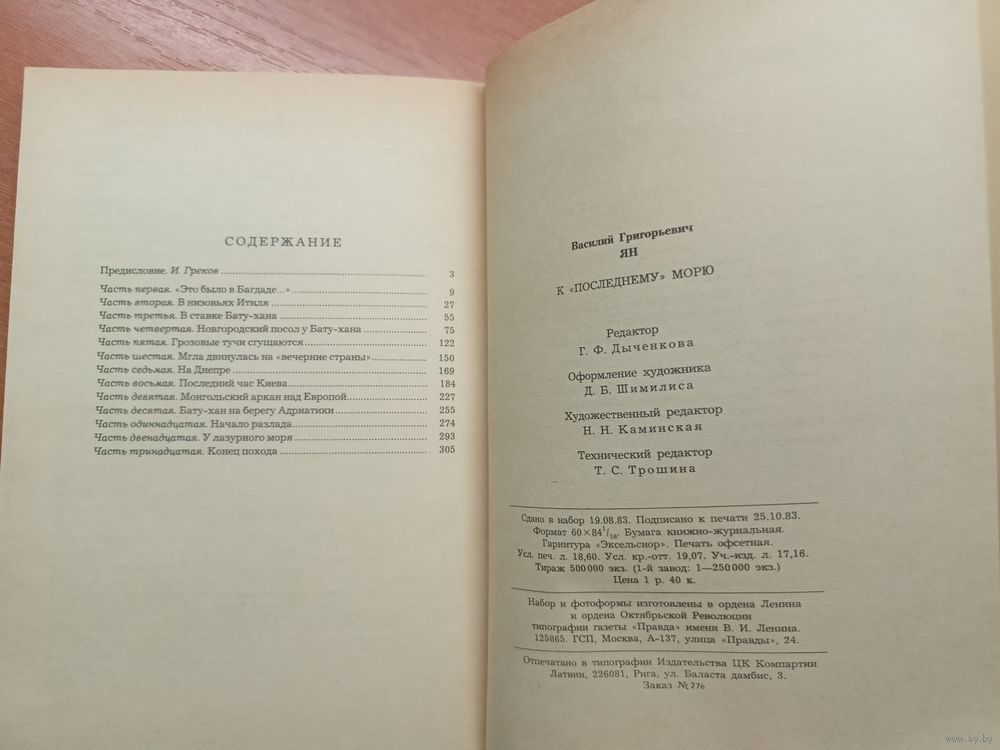 СОДЕРЖАНИЕ
Предисловие. И. Греков 3
Часть первая. «Это было в Багдаде...» 9
Часть вторая. В низовьях Итиля 27
Часть третья. В ставке Бату-хана 55
Часть четвертая. Новгородский посол у Бату-хана 75
Часть пятая. Грозовые тучи сгущаются 122
Часть шестая. Мгла двинулась на «вечерние страны» 150
Часть седьмая. На Днепре 169
Часть восьмая. Последний час Киева 184
Часть девятая. Монгольский аркан над Европой 227
Часть десятая. Бату-хан на берегу Адриатики 255
Часть одиннадцатая. Начало разлада 274
Часть двенадцатая. У лазурного моря 293
Часть тринадцатая. Конец похода 305
Василий Григорьевич
ЯН
К «ПОСЛЕДНЕМУ» МОРЮ
Редактор
Г. Ф. Дыченкова
Оформление художника
Д. Б. Шимилиса
Художественный редактор
Н. Н. Каминская
Технический редактор
Т. С. Трошина
Сдано в набор 19.08.83. Подписано к печати 25.10.83.
Формат 60×84 1/16. Бумага книжно-журнальная.
Гарнитура «Эксельсиор». Печать офсетная.
Усл. печ. л. 18,60. Усл. кр.-отт. 19,07. Уч.-изд. л. 17,16.
Тираж 500000 экз. (1-й завод: 1—250000 экз.)
Цена 1 р. 40 к.
Набор и фотоформы изготовлены в ордена Ленина
и ордена Октябрьской Революции
типографии газеты «Правда» имени В. И. Ленина.
125865. ГСП, Москва, А-137, улица «Правды», 24.
Отпечатано в типографии Издательства ЦК Компартии
Латвии, 226081, Рига, ул. Баласта дамбис, 3.
Заказ № 276
www.ay.by